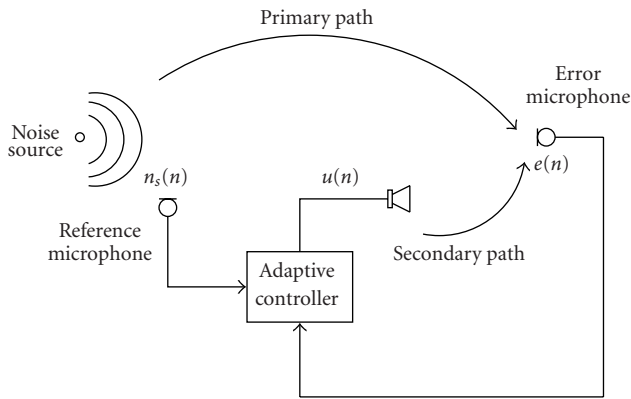 Primary path
Error
microphone
Noise
source
n_s(n)
u(n)
e(n)
Reference
microphone
Secondary path
Adaptive
controller